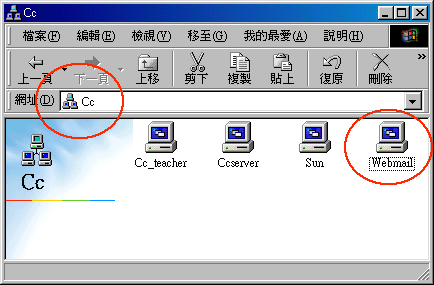 Cc
檔案(F) 編輯(E) 檢視(V) 移至(G) 我的最愛(A) 說明(H)
上一頁 下一頁 上移 剪下 複製 貼上 復原 刪除 »
網址(D) Cc
Cc
Cc_teacher Ccserver Sun Webmail